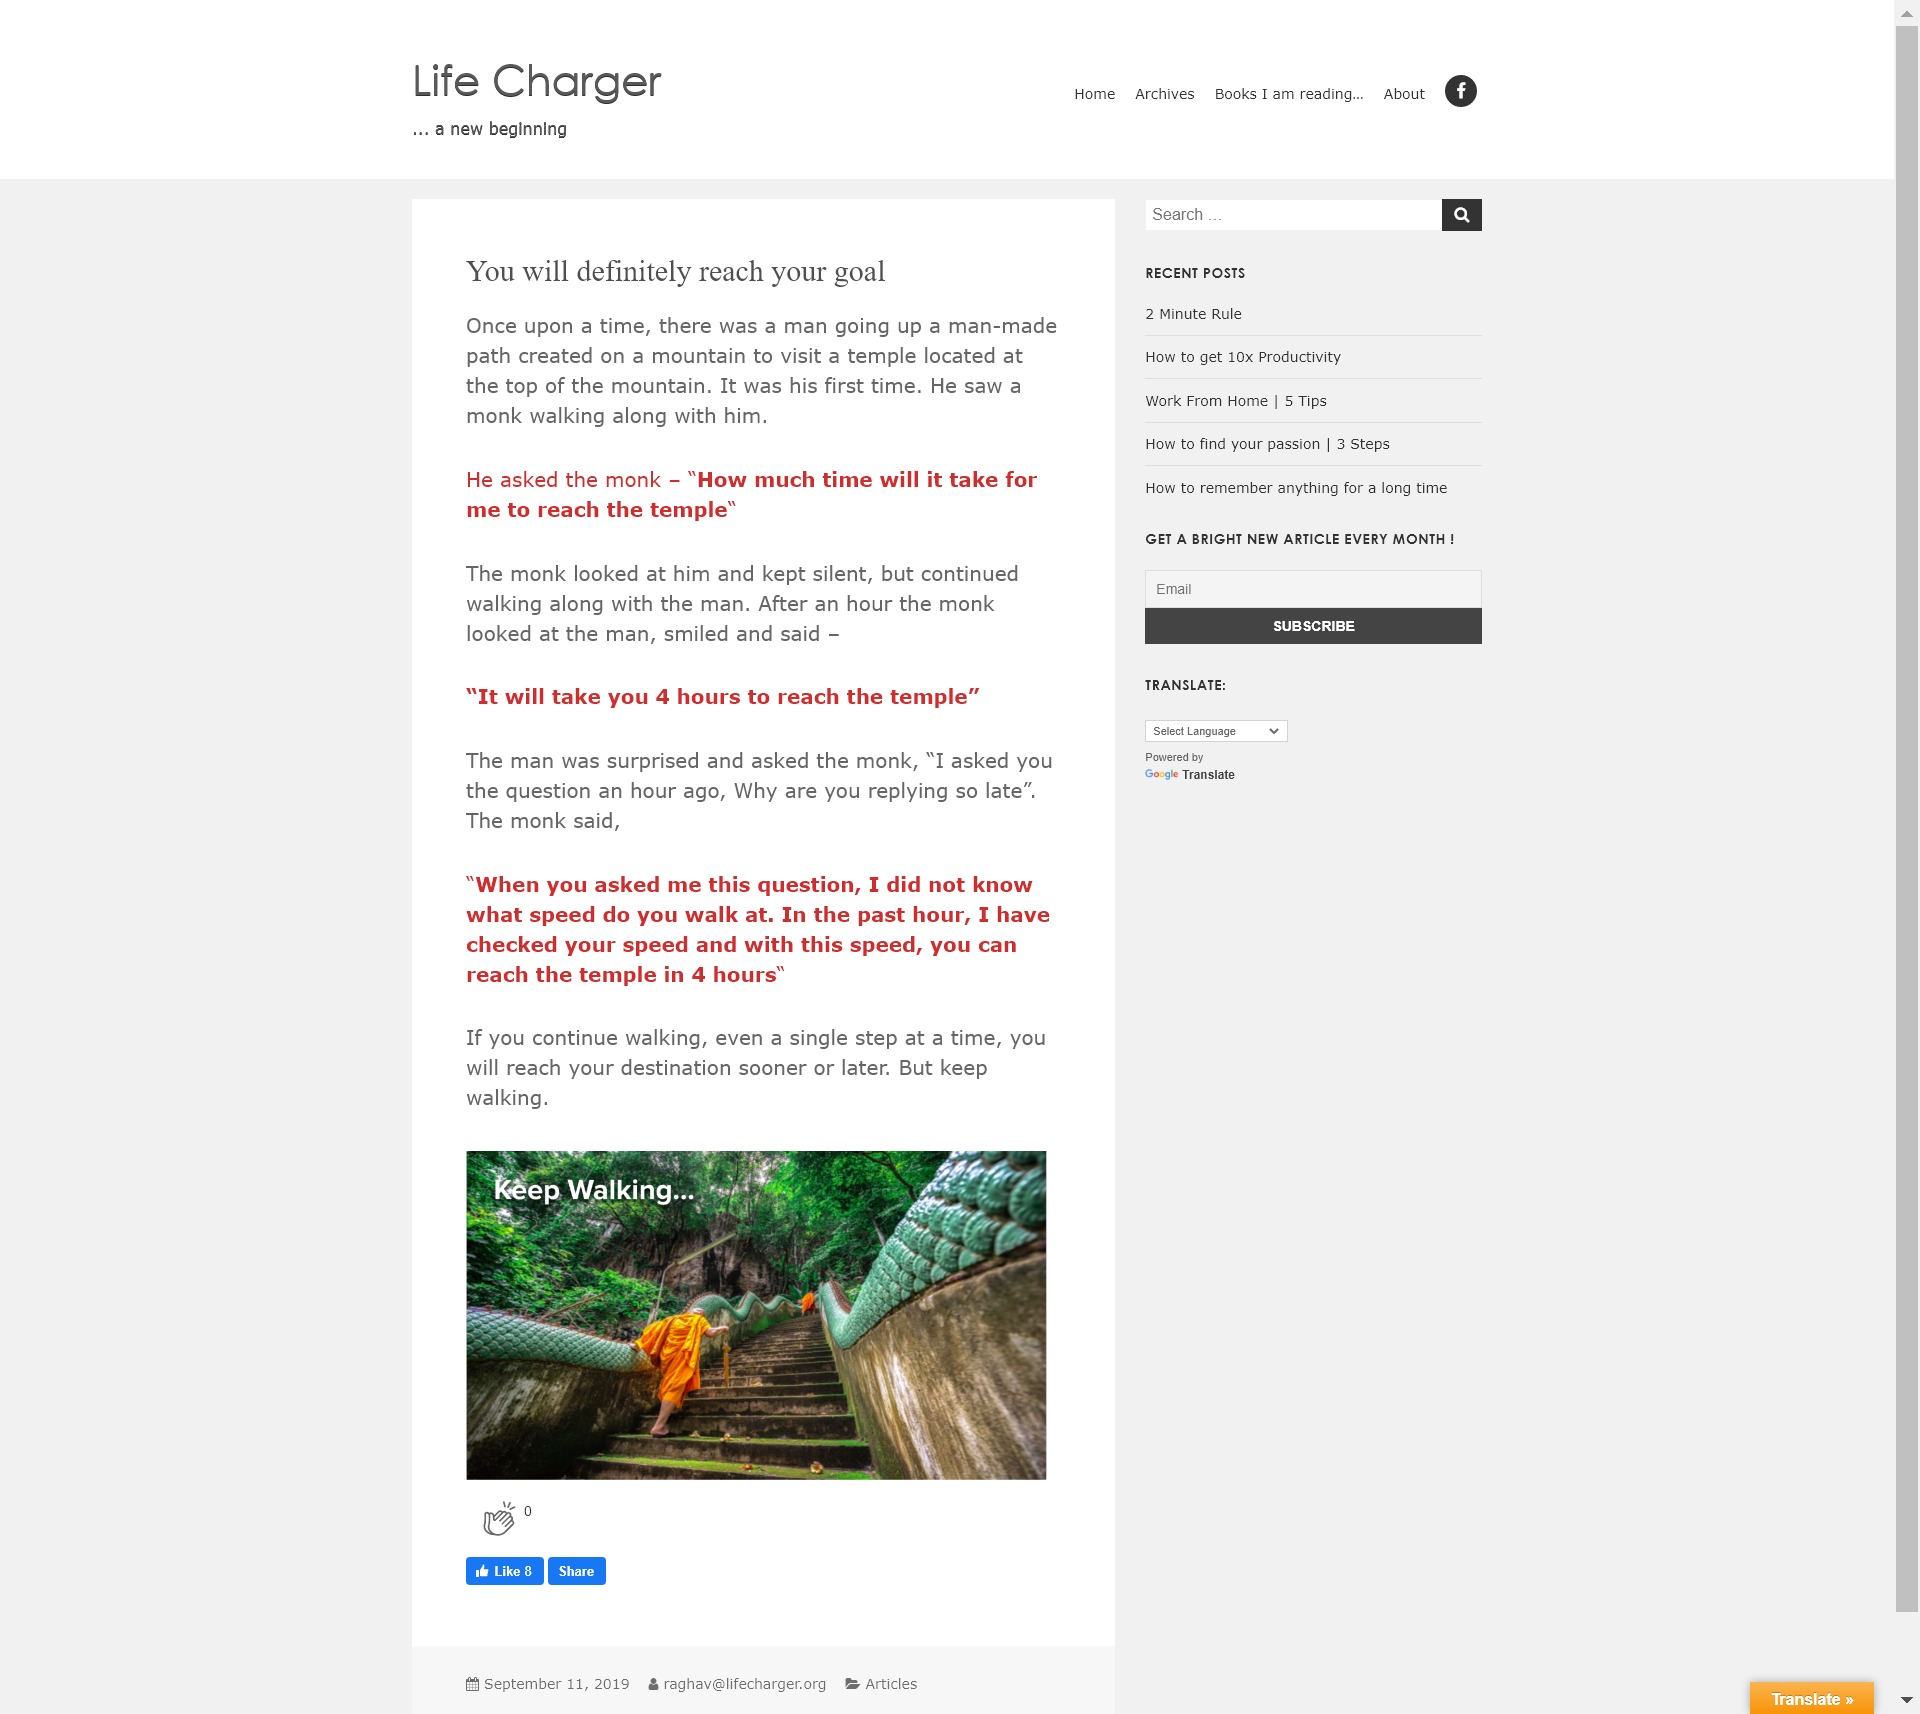 Life Charger
... a new beginning
Home Archives Books I am reading... About
You will definitely reach your goal
Once upon a time, there was a man going up a man-made
path created on a mountain to visit a temple located at
the top of the mountain. It was his first time. He saw a
monk walking along with him.
He asked the monk – “How much time will it take for
me to reach the temple“
The monk looked at him and kept silent, but continued
walking along with the man. After an hour the monk
looked at the man, smiled and said –
“It will take you 4 hours to reach the temple”
The man was surprised and asked the monk, “I asked you
the question an hour ago, Why are you replying so late”.
The monk said,
“When you asked me this question, I did not know
what speed do you walk at. In the past hour, I have
checked your speed and with this speed, you can
reach the temple in 4 hours“
If you continue walking, even a single step at a time, you
will reach your destination sooner or later. But keep
walking.
Keep Walking...
0
Like 8 Share
September 11, 2019 raghav@lifecharger.org Articles
Search ...
RECENT POSTS
2 Minute Rule
How to get 10x Productivity
Work From Home | 5 Tips
How to find your passion | 3 Steps
How to remember anything for a long time
GET A BRIGHT NEW ARTICLE EVERY MONTH !
Email
SUBSCRIBE
TRANSLATE:
Select Language
Powered by
Google Translate
Translate »